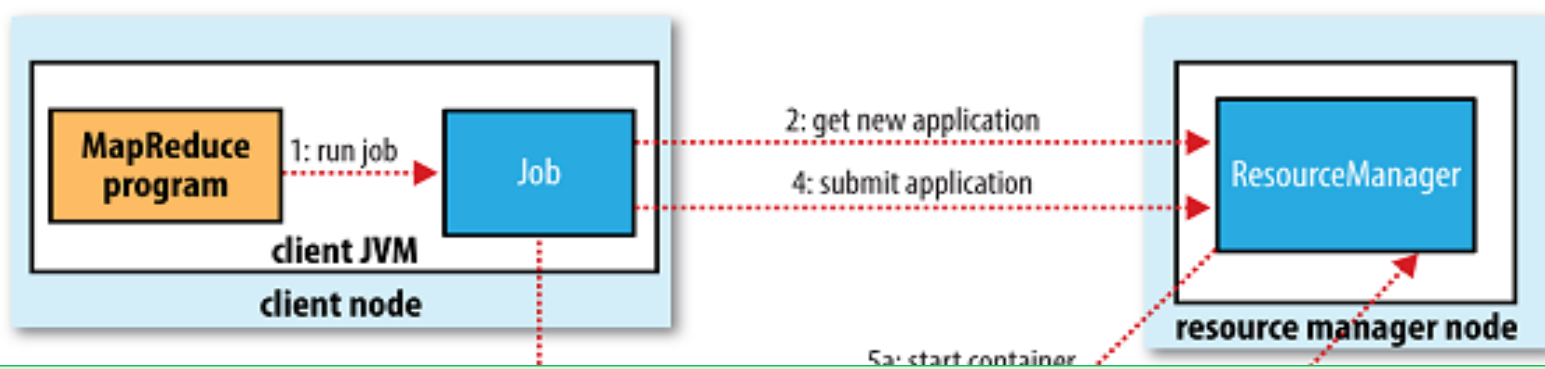 MapReduce
program
1: run job
Job
client JVM
client node
2: get new application
4: submit application
ResourceManager
resource manager node
5a: start container